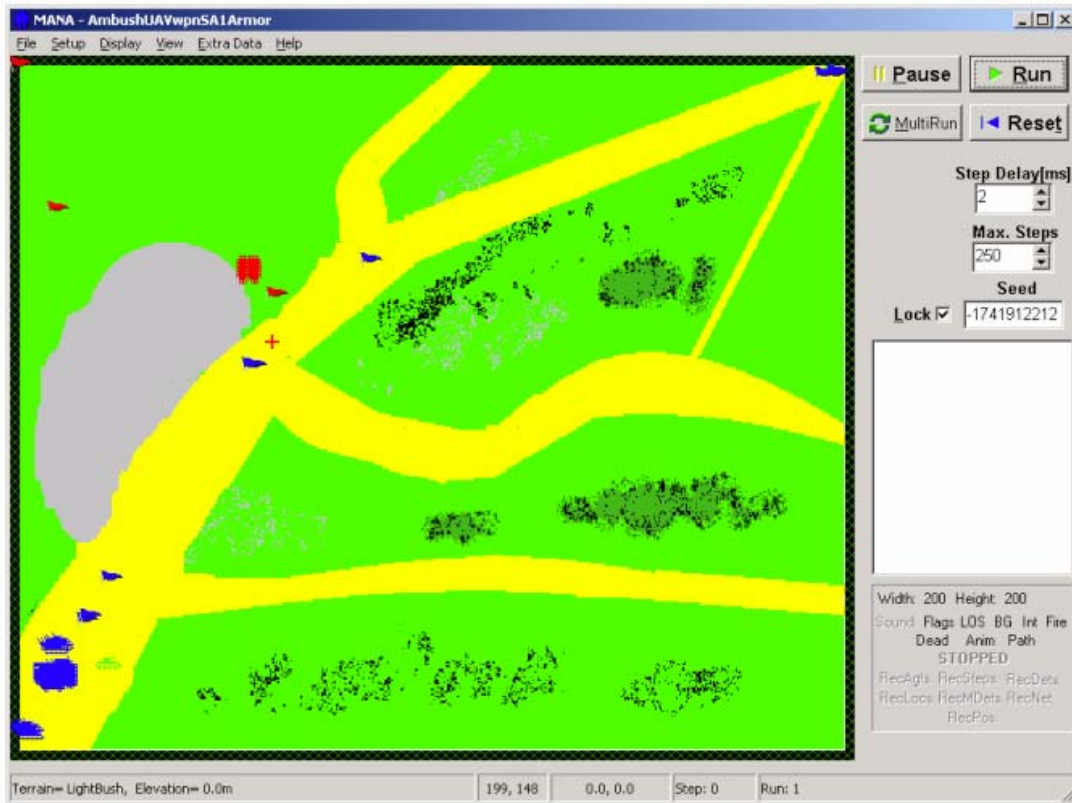 MANA - AmbushUAVwpnSA1Armor
File Setup Display View Extra Data Help
Pause Run
MultiRun Reset
Step Delay[ms]
2
Max. Steps
250
Seed
Lock -1741912212
Width: 200 Height: 200
Sound Flags LOS BG Int Fire
Dead Anim Path
STOPPED
RecAgts RecSteps RecDets
RecLocs RecMDets RecNet
RecPos
Terrain= LightBush, Elevation= 0.0m 199, 148 0.0, 0.0 Step: 0 Run: 1